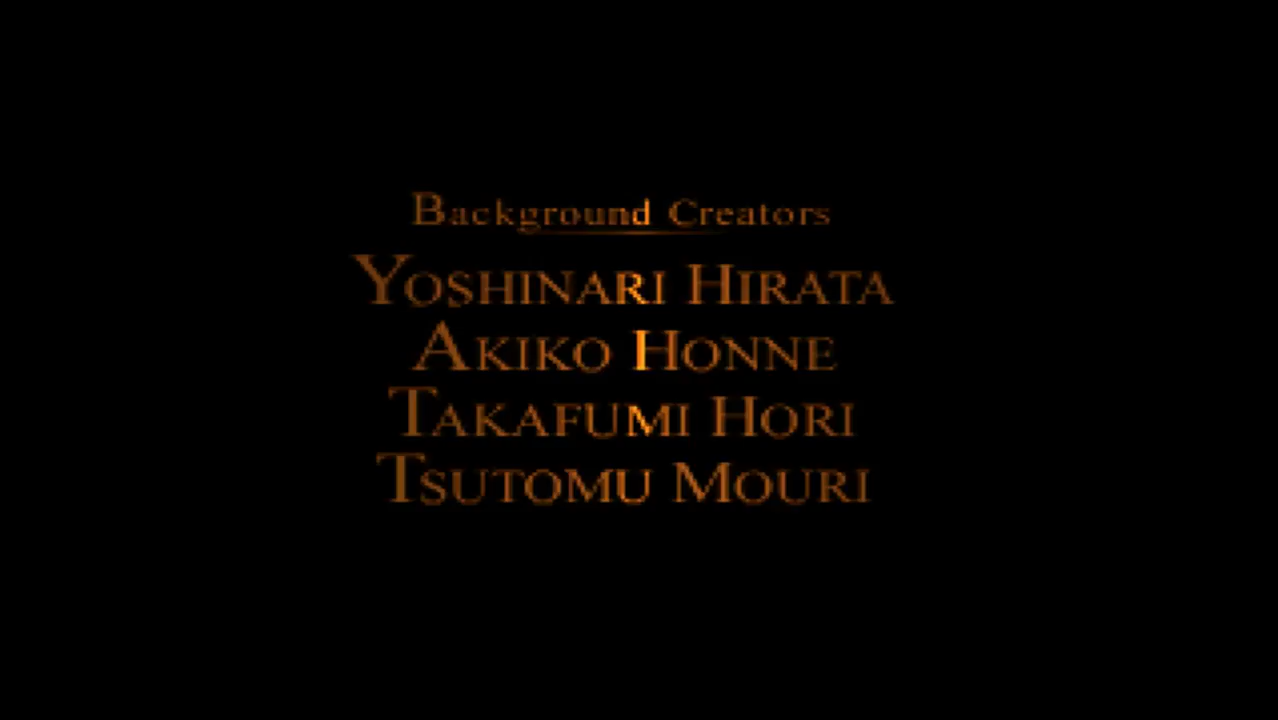 Background Creators
YOSHINARI HIRATA
AKIKO HONNE
TAKAFUMI HORI
TSUTOMU MOURI